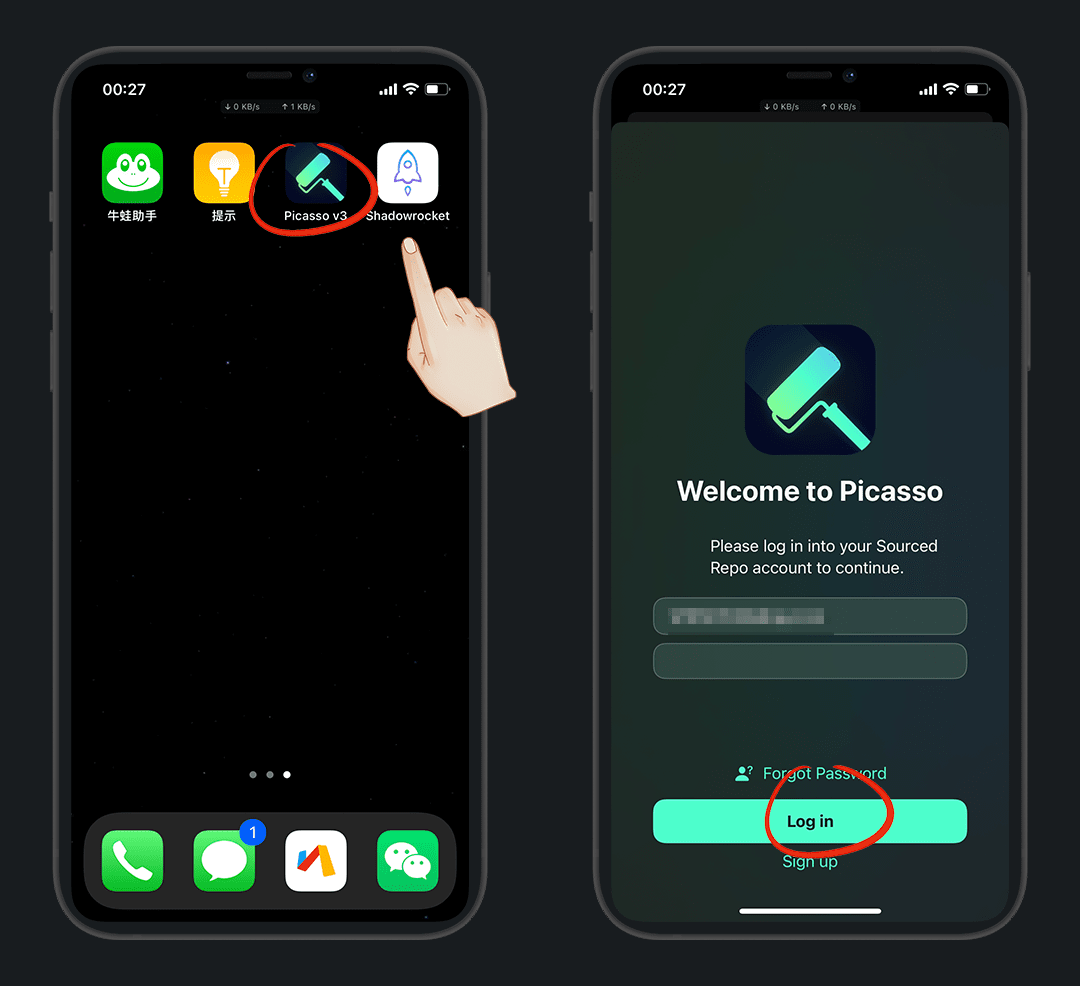 00:27
↓ 0 KB/s ↑ 1 KB/s
牛蛙助手
提示
Picasso v3
Shadowrocket
1
00:27
↓ 0 KB/s ↑ 0 KB/s
Welcome to Picasso
Please log in into your Sourced
Repo account to continue.
Forgot Password
Log in
Sign up